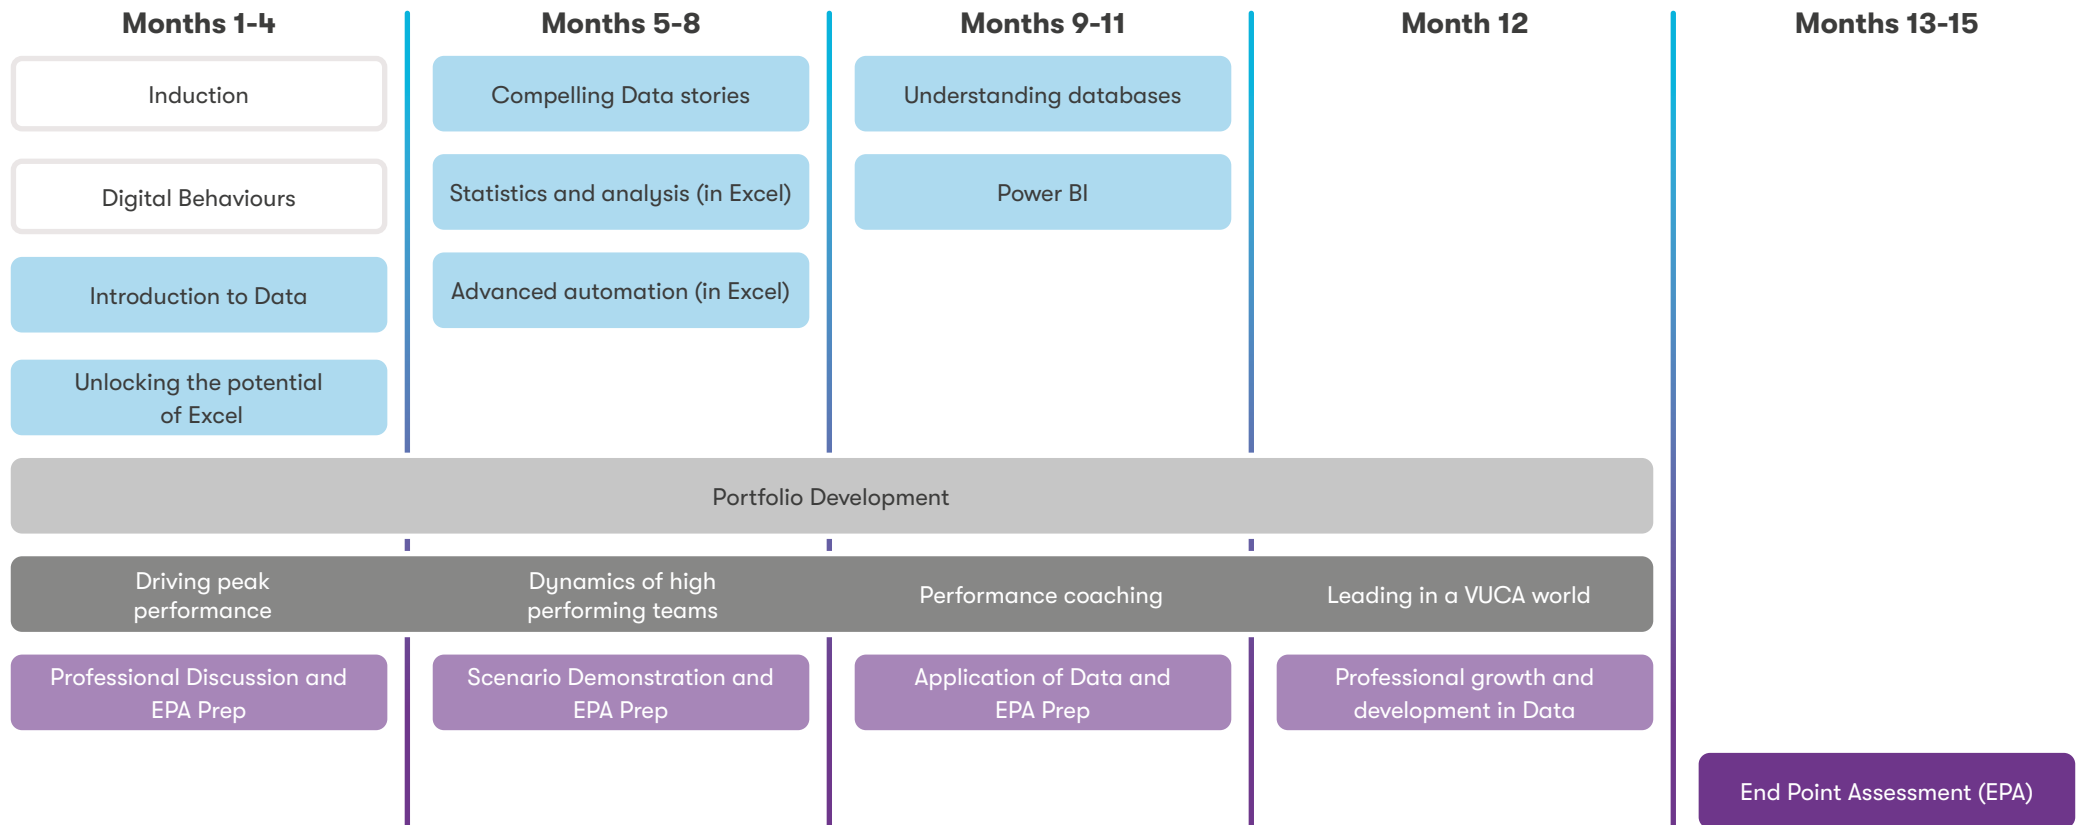 Months 1-4
Months 5-8
Months 9-11
Month 12
Months 13-15
Induction
Compelling Data stories
Understanding databases
Digital Behaviours
Statistics and analysis (in Excel)
Power BI
Introduction to Data
Advanced automation (in Excel)
Unlocking the potential
of Excel
Portfolio Development
Driving peak
performance
Dynamics of high
performing teams
Performance coaching
Leading in a VUCA world
Professional Discussion and
EPA Prep
Scenario Demonstration and
EPA Prep
Application of Data and
EPA Prep
Professional growth and
development in Data
End Point Assessment (EPA)